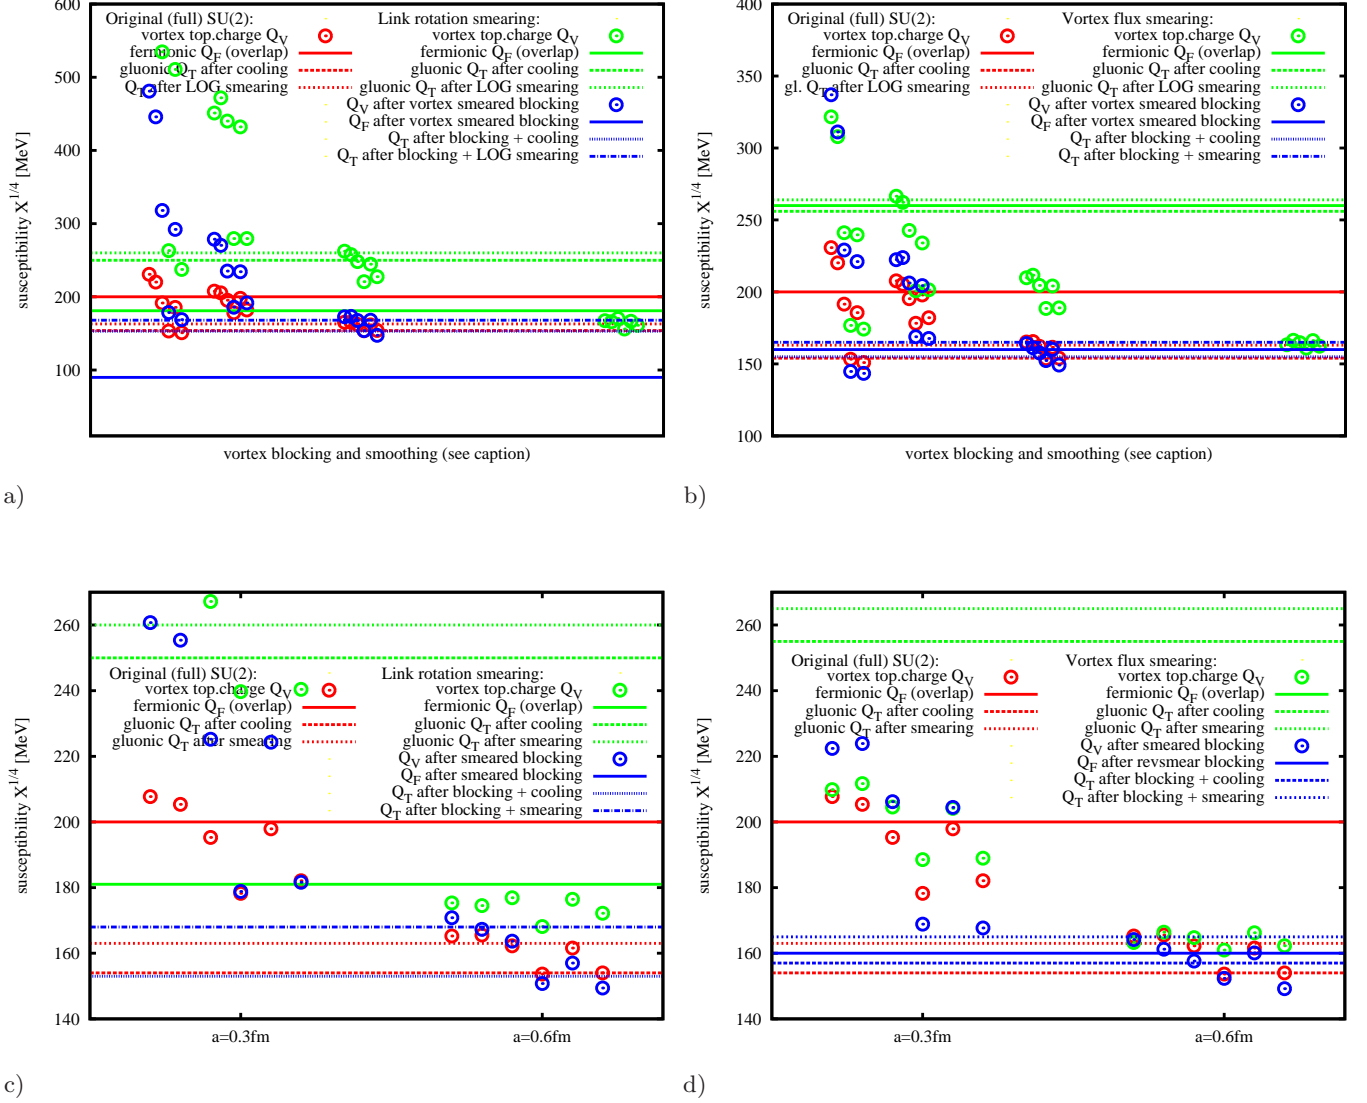 600
500
400
300
200
100
susceptibility X^1/4 [MeV]
Original (full) SU(2):
vortex top.charge Q_V
fermionic Q_F (overlap)
gluonic Q_T after cooling
Q_T after LOG smearing
Link rotation smearing:
vortex top.charge Q_V
fermionic Q_F (overlap)
gluonic Q_T after cooling
gluonic Q_T after LOG smearing
Q_V after vortex smeared blocking
Q_F after vortex smeared blocking
Q_T after blocking + cooling
Q_T after blocking + LOG smearing
vortex blocking and smoothing (see caption)
a)
400
350
300
250
200
150
100
susceptibility X^1/4 [MeV]
Original (full) SU(2):
vortex top.charge Q_V
fermionic Q_F (overlap)
gluonic Q_T after cooling
gl. Q_T after LOG smearing
Vortex flux smearing:
vortex top.charge Q_V
fermionic Q_F (overlap)
gluonic Q_T after cooling
gluonic Q_T after LOG smearing
Q_V after vortex smeared blocking
Q_F after vortex smeared blocking
Q_T after blocking + cooling
Q_T after blocking + smearing
vortex blocking and smoothing (see caption)
b)
260
240
220
200
180
160
140
susceptibility X^1/4 [MeV]
Original (full) SU(2):
vortex top.charge Q_V
fermionic Q_F (overlap)
gluonic Q_T after cooling
gluonic Q_T after smearing
Link rotation smearing:
vortex top.charge Q_V
fermionic Q_F (overlap)
gluonic Q_T after cooling
gluonic Q_T after smearing
Q_V after smeared blocking
Q_F after smeared blocking
Q_T after blocking + cooling
Q_T after blocking + smearing
a=0.3fm
a=0.6fm
c)
260
240
220
200
180
160
140
susceptibility X^1/4 [MeV]
Original (full) SU(2):
vortex top.charge Q_V
fermionic Q_F (overlap)
gluonic Q_T after cooling
gluonic Q_T after smearing
Vortex flux smearing:
vortex top.charge Q_V
fermionic Q_F (overlap)
gluonic Q_T after cooling
gluonic Q_T after smearing
Q_V after smeared blocking
Q_F after revsmear blocking
Q_T after blocking + cooling
Q_T after blocking + smearing
a=0.3fm
a=0.6fm
d)